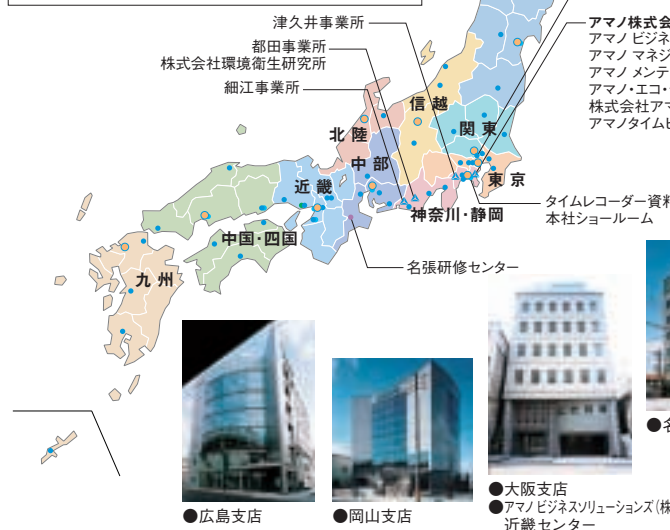 津久井事業所
都田事業所
株式会社環境衛生研究所
細江事業所
アマノ株式会
アマノ ビジネ
アマノ マネジ
アマノ メンテ
アマノ・エコ・
株式会社アマ
アマノタイムビ
信越
北陸
関東
中部
近畿
東京
神奈川・静岡
タイムレコーダー資料
本社ショールーム
中国・四国
名張研修センター
九州
●広島支店
●岡山支店
●大阪支店
●アマノ ビジネスソリューションズ(株
近畿センター
●名